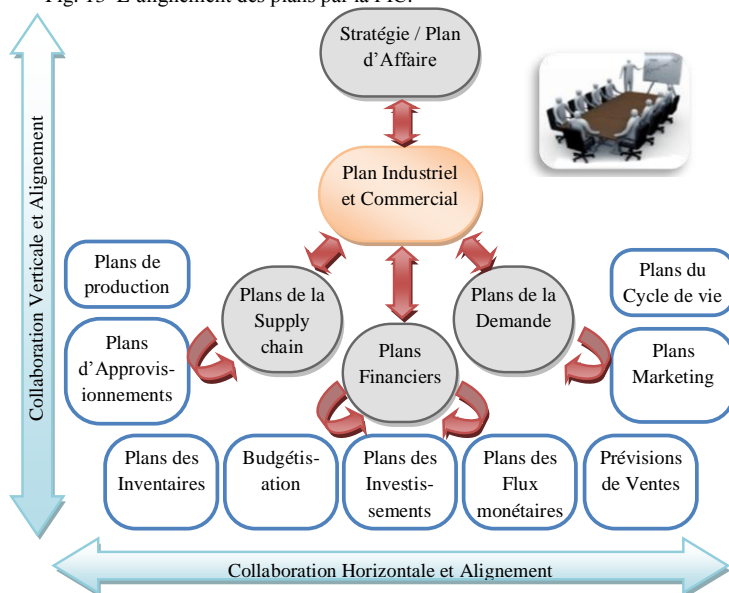 Fig. 13 L'alignement des plans par la PIC.
Stratégie / Plan
d'Affaire
Plan Industriel
et Commercial
Plans de la
Supply
chain
Plans
Financiers
Plans de la
Demande
Plans de
production
Plans
d'Approvis-
ionnements
Plans du
Cycle de vie
Plans
Marketing
Plans des
Inventaires
Budgétis-
ation
Plans des
Investis-
sements
Plans des
Flux
monétaires
Prévisions
de Ventes
Collaboration Verticale et Alignement
Collaboration Horizontale et Alignement